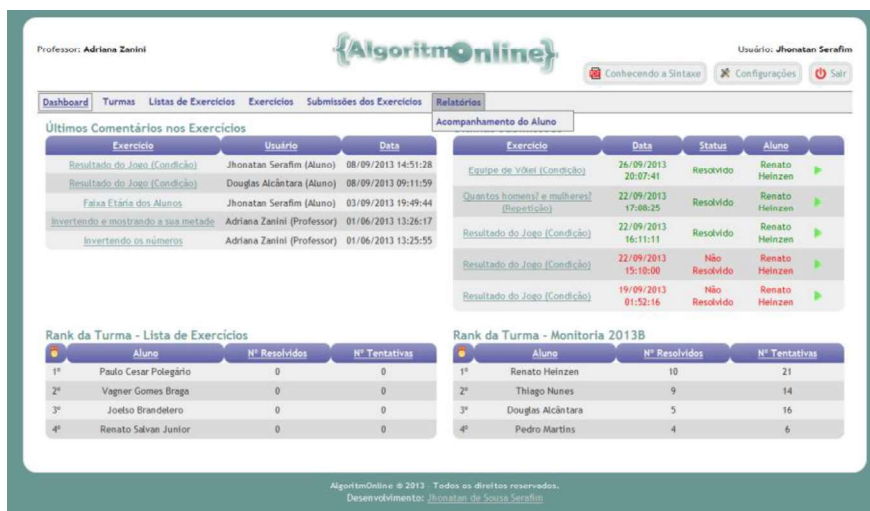 Professor: Adriana Zanini
{AlgoritmOnline}
Usuário: Jhonatan Serafim
Conhecendo a Sintaxe Configurações Sair
Dashboard Turmas Listas de Exercícios Exercícios Submissões dos Exercícios Relatórios
Acompanhamento do Aluno
Últimos Comentários nos Exercícios
Exercício Usuário Data
Resultado do Jogo (Condição) Jhonatan Serafim (Aluno) 08/09/2013 14:51:28
Resultado do Jogo (Condição) Douglas Alcântara (Aluno) 08/09/2013 09:11:59
Faixa Etária dos Alunos Jhonatan Serafim (Aluno) 03/09/2013 19:49:44
Invertendo e mostrando a sua metade Adriana Zanini (Professor) 01/06/2013 13:26:17
Invertendo os números Adriana Zanini (Professor) 01/06/2013 13:25:55
Exercício Data Status Aluno
Equipe de Vôlei (Condição) 26/09/2013 20:07:41 Resolvido Renato Heinzen
Quantos homens? e mulheres? (Repetição) 22/09/2013 17:08:25 Resolvido Renato Heinzen
Resultado do Jogo (Condição) 22/09/2013 16:11:11 Resolvido Renato Heinzen
Resultado do Jogo (Condição) 22/09/2013 15:10:00 Não Resolvido Renato Heinzen
Resultado do Jogo (Condição) 19/09/2013 01:52:16 Não Resolvido Renato Heinzen
Rank da Turma - Lista de Exercícios
Aluno Nº Resolvidos Nº Tentativas
1º Paulo Cesar Polegário 0 0
2º Vagner Gomes Braga 0 0
3º Joelso Brandelero 0 0
4º Renato Salvan Junior 0 0
Rank da Turma - Monitoria 2013B
Aluno Nº Resolvidos Nº Tentativas
1º Renato Heinzen 10 21
2º Thiago Nunes 9 14
3º Douglas Alcântara 5 16
4º Pedro Martins 4 6
AlgoritmOnline © 2013 - Todos os direitos reservados.
Desenvolvimento: Jhonatan de Sousa Serafim